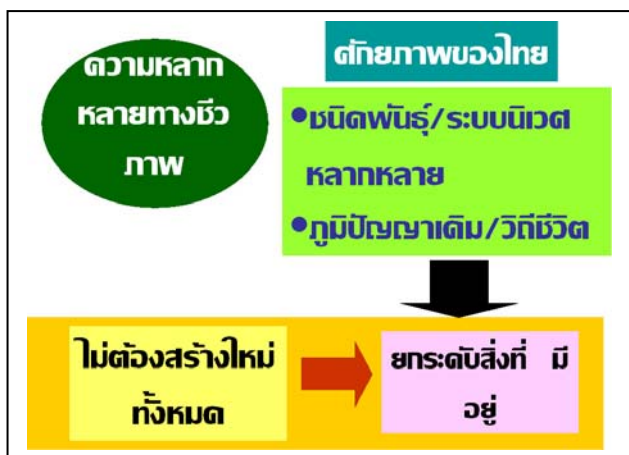 ความหลาก
หลายทางชีว
ภาพ
ศักยภาพของไทย
•ชนิดพันธุ์/ระบบนิเวศ
หลากหลาย
•ภูมิปัญญาเดิม/วิถีชีวิต
ไม่ต้องสร้างใหม่
ทั้งหมด
ยกระดับสิ่งที่ มี
อยู่